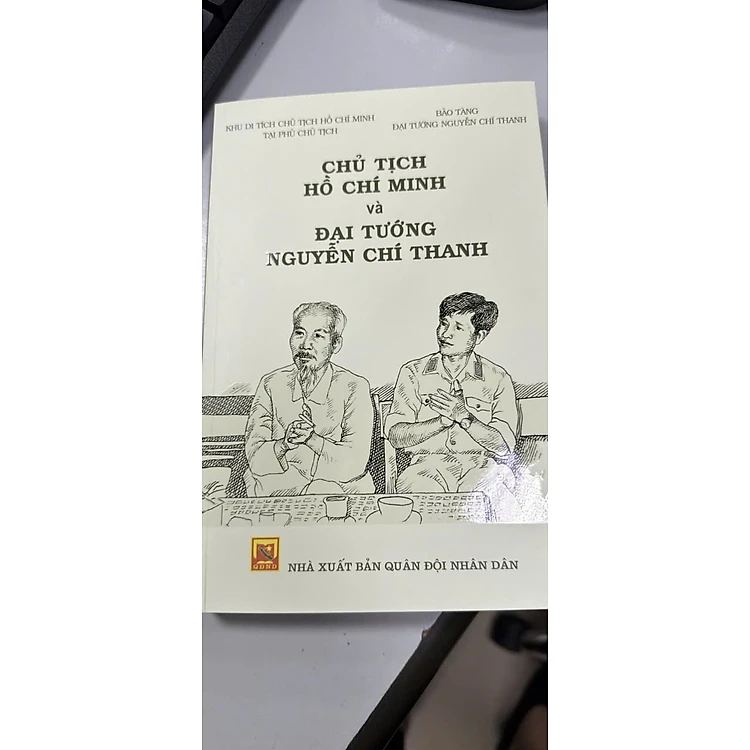 KHU DI TÍCH CHỦ TỊCH HỒ CHÍ MINH
TẠI PHỦ CHỦ TỊCH
BẢO TÀNG
ĐẠI TƯỚNG NGUYỄN CHÍ THANH
CHỦ TỊCH
HỒ CHÍ MINH
và
ĐẠI TƯỚNG
NGUYỄN CHÍ THANH
QĐND
NHÀ XUẤT BẢN QUÂN ĐỘI NHÂN DÂN